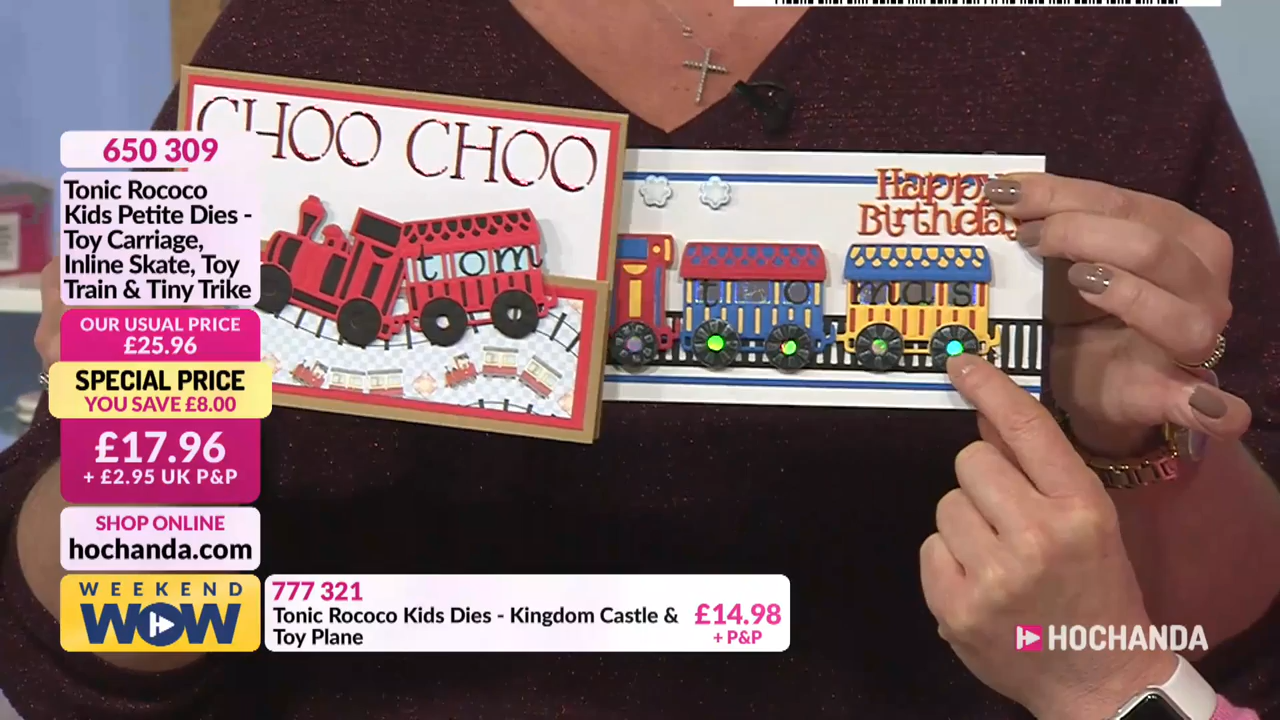 650 309
Tonic Rococo
Kids Petite Dies -
Toy Carriage,
Inline Skate, Toy
Train & Tiny Trike
OUR USUAL PRICE
£25.96
SPECIAL PRICE
YOU SAVE £8.00
£17.96
+ £2.95 UK P&P
SHOP ONLINE
hochanda.com
WEEKEND
WOW
777 321
Tonic Rococo Kids Dies - Kingdom Castle &
Toy Plane
£14.98
+ P&P
CHOO CHOO
tom
Happy
Birthday
thomas
HOCHANDA